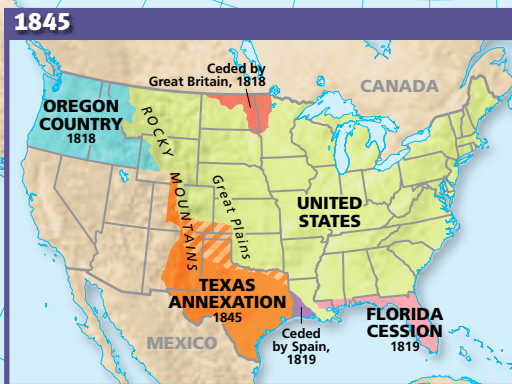 1845
Ceded by
Great Britain, 1818
CANADA
OREGON
COUNTRY
1818
ROCKY MOUNTAINS
Great Plains
UNITED
STATES
TEXAS
ANNEXATION
1845
FLORIDA
CESSION
1819
Ceded
by Spain,
1819
MEXICO